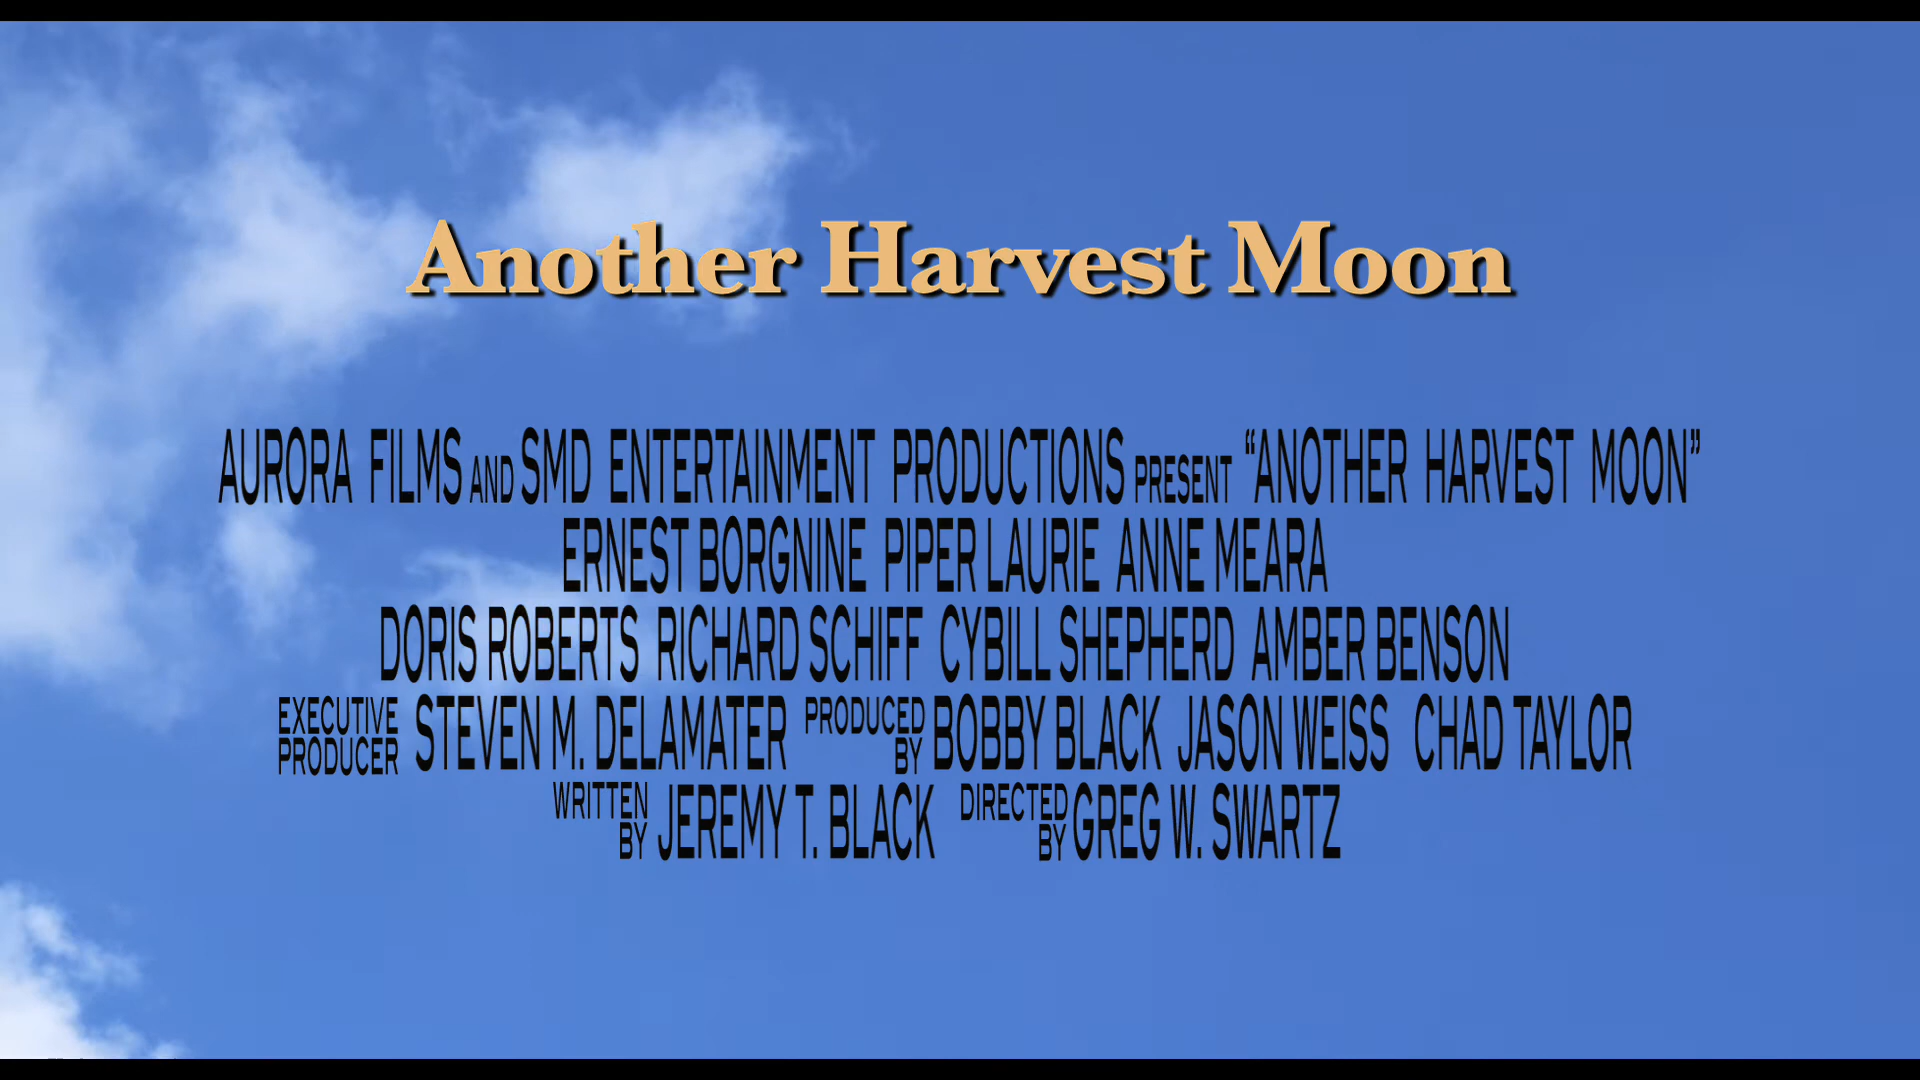 Another Harvest Moon
AURORA FILMS AND SMD ENTERTAINMENT PRODUCTIONS PRESENT “ANOTHER HARVEST MOON”
ERNEST BORGNINE PIPER LAURIE ANNE MEARA
DORIS ROBERTS RICHARD SCHIFF CYBILL SHEPHERD AMBER BENSON
EXECUTIVE PRODUCER STEVEN M. DELAMATER PRODUCED BY BOBBY BLACK JASON WEISS CHAD TAYLOR
WRITTEN BY JEREMY T. BLACK DIRECTED BY GREG W. SWARTZ